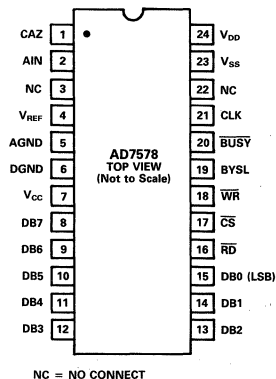 CAZ 1 24 VDD
AIN 2 23 VSS
NC 3 22 NC
VREF 4 21 CLK
AGND 5 20 BUSY
DGND 6 19 BYSL
VCC 7 18 WR
DB7 8 17 CS
DB6 9 16 RD
DB5 10 15 DB0 (LSB)
DB4 11 14 DB1
DB3 12 13 DB2
AD7578
TOP VIEW
(Not to Scale)
NC = NO CONNECT